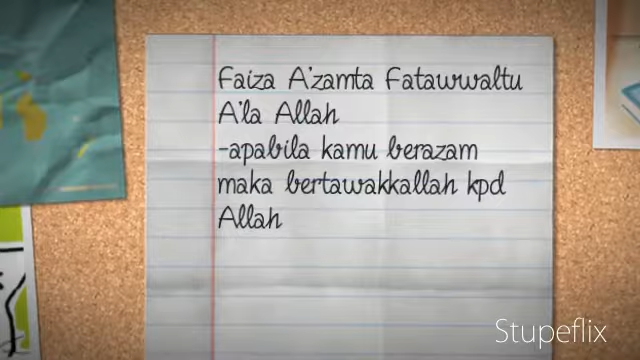 Faiza A'zamta Fatawwaltu
A'la Allah
-apabila kamu berazam
maka bertawakkallah kpd
Allah
Stupeflix